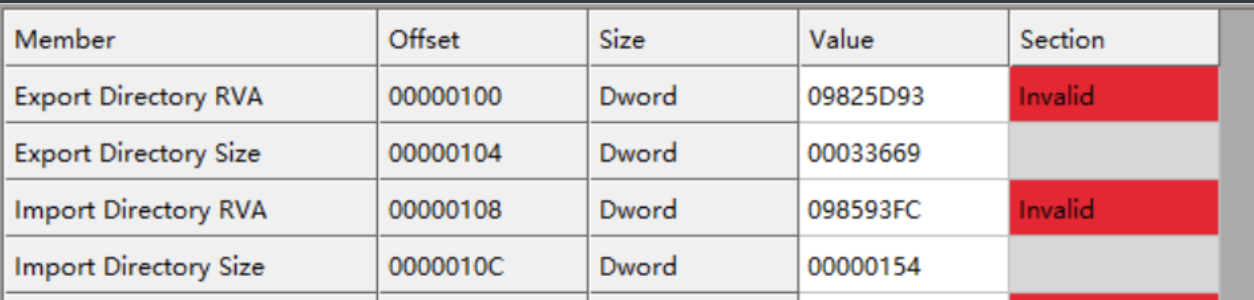 Member Offset Size Value Section
Export Directory RVA 00000100 Dword 09825D93 Invalid
Export Directory Size 00000104 Dword 00033669
Import Directory RVA 00000108 Dword 098593FC Invalid
Import Directory Size 0000010C Dword 00000154